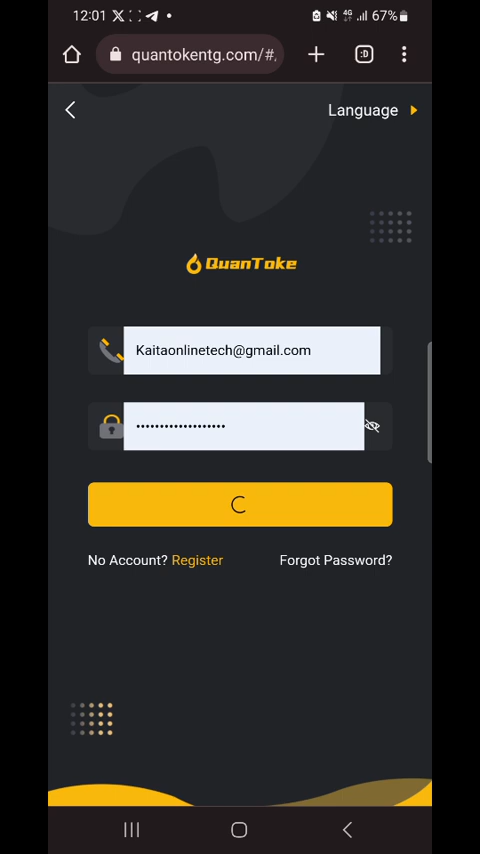 12:01 67%
quantokentg.com/#, :D
Language
QuanToke
Kaitaonlinetech@gmail.com
•••••••••••••••••••
No Account? Register Forgot Password?